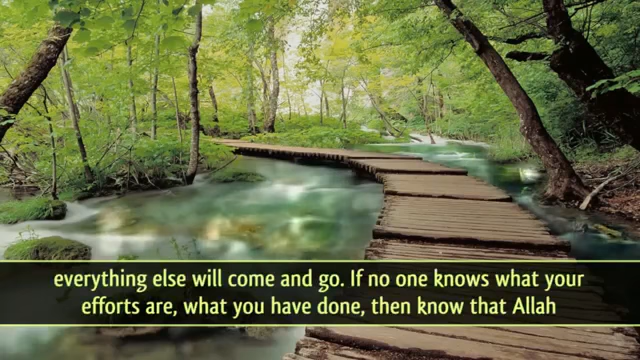 everything else will come and go. If no one knows what your
efforts are, what you have done, then know that Allah